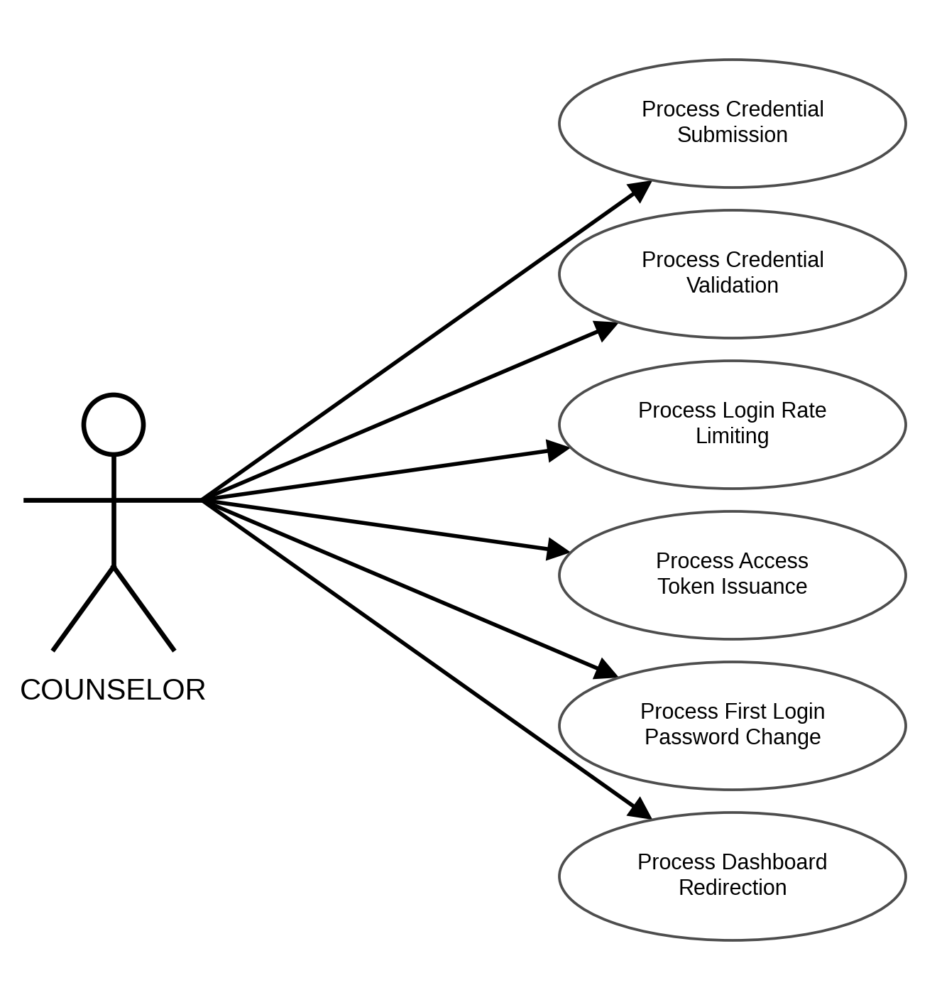 Process Credential
Submission
Process Credential
Validation
Process Login Rate
Limiting
Process Access
Token Issuance
COUNSELOR
Process First Login
Password Change
Process Dashboard
Redirection